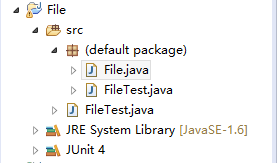 File
src
(default package)
File.java
FileTest.java
FileTest.java
JRE System Library [JavaSE-1.6]
JUnit 4